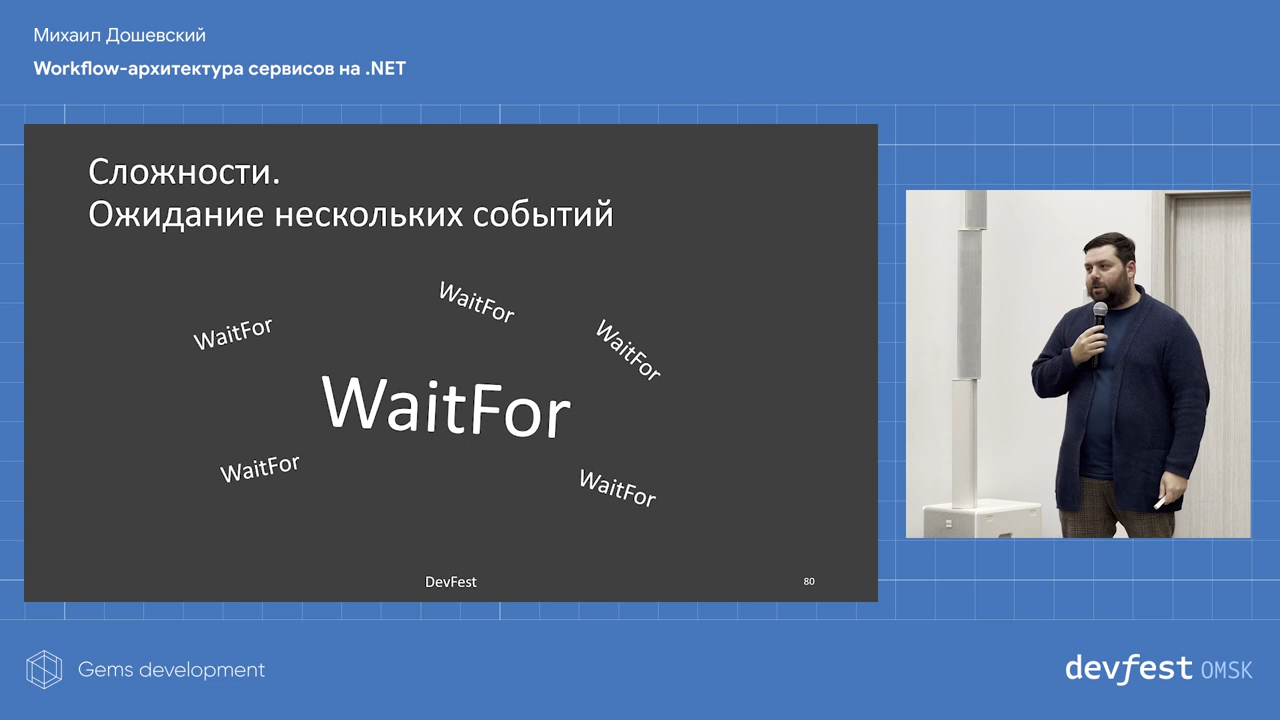 Михаил Дошевский
Workflow-архитектура сервисов на .NET
Сложности.
Ожидание нескольких событий
WaitFor
WaitFor
WaitFor
WaitFor
WaitFor
WaitFor
DevFest
80
Gems development
devfest OMSK